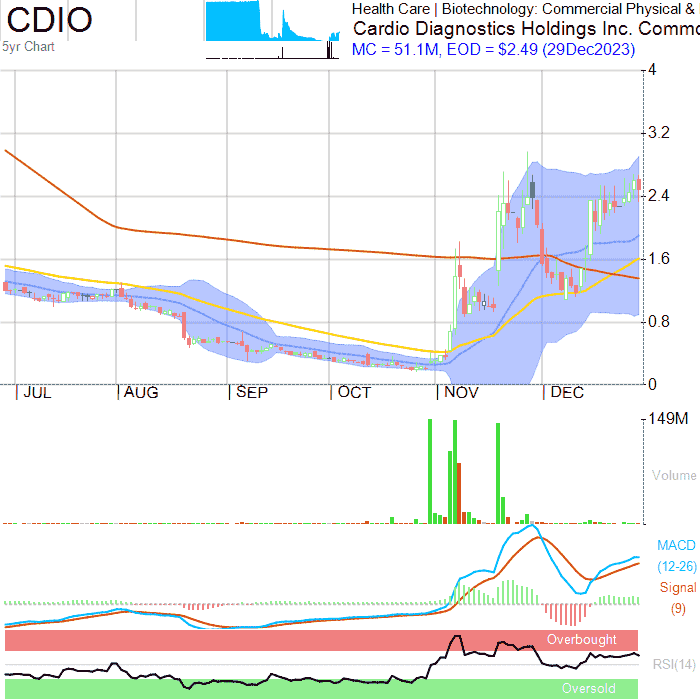 CDIO
5yr Chart
Health Care | Biotechnology: Commercial Physical &
Cardio Diagnostics Holdings Inc. Commo
MC = 51.1M, EOD = $2.49 (29Dec2023)
4
3.2
2.4
1.6
0.8
0
JUL AUG SEP OCT NOV DEC
149M
Volume
MACD
(12-26)
Signal
(9)
Overbought
RSI(14)
Oversold